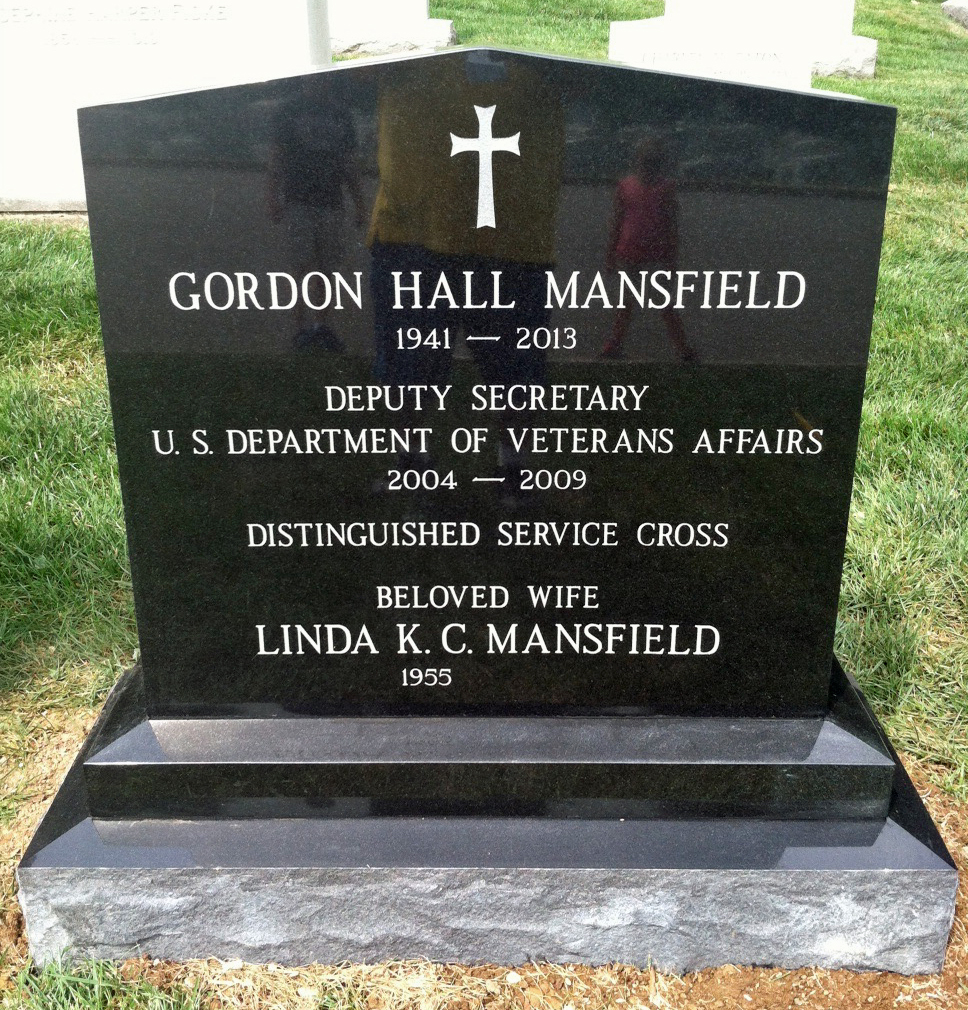 GORDON HALL MANSFIELD
1941 — 2013
DEPUTY SECRETARY
U. S. DEPARTMENT OF VETERANS AFFAIRS
2004 — 2009
DISTINGUISHED SERVICE CROSS
BELOVED WIFE
LINDA K. C. MANSFIELD
1955